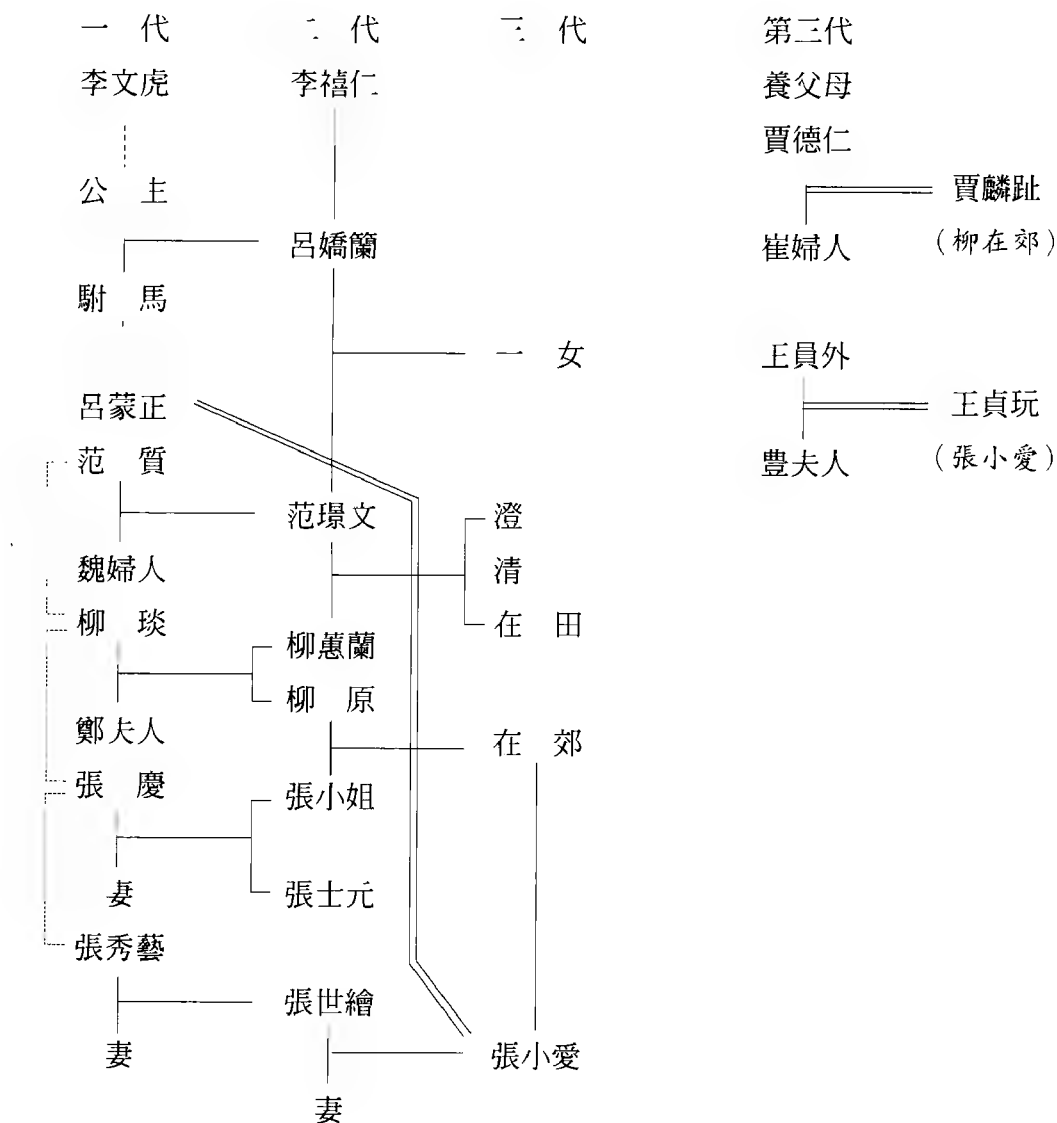 一代 二代 三代 第三代
李文虎 李禧仁 養父母
賈德仁
公主 賈麟趾
呂嬌籣 崔婦人 (柳在郊)
駙馬
一女 王員外
呂蒙正 王貞玩
范質 豊夫人 (張小愛)
范璟文 澄
魏婦人 清
柳琰 在田
柳蕙蘭
柳原
鄭夫人 在郊
張慶 張小姐
妻 張士元
張秀藝
張世繪
妻 張小愛
妻